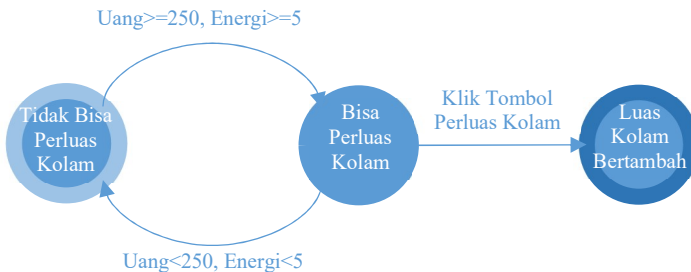 Uang>=250, Energi>=5
Tidak Bisa
Perluas
Kolam
Bisa
Perluas
Kolam
Klik Tombol
Perluas Kolam
Luas
Kolam
Bertambah
Uang<250, Energi<5